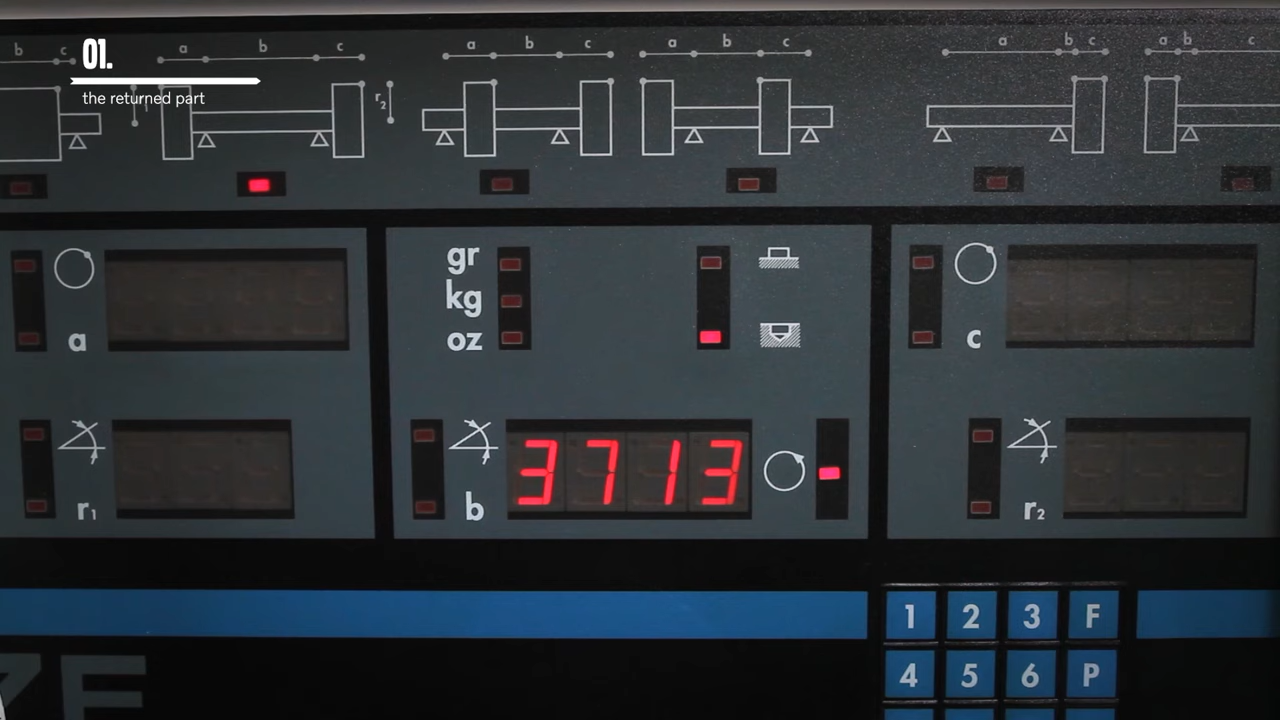 01.
the returned part
b c a b c a b c a b c a b c a b c
r2
gr
kg
oz
a
c
3713
r1
b
r2
1 2 3 F
4 5 6 P